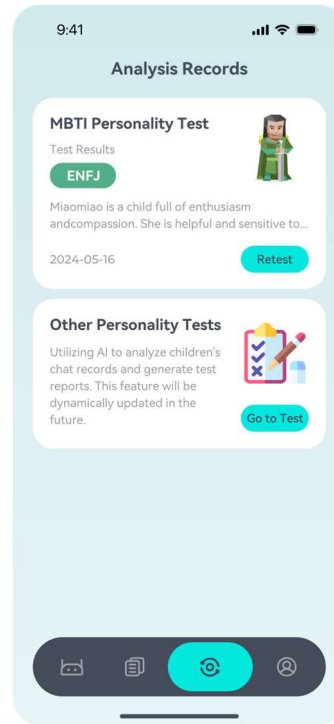 9:41
Analysis Records
MBTI Personality Test
Test Results
ENFJ
Miaomiao is a child full of enthusiasm
andcompassion. She is helpful and sensitive to...
2024-05-16
Retest
Other Personality Tests
Utilizing AI to analyze children's
chat records and generate test
reports. This feature will be
dynamically updated in the
future.
Go to Test